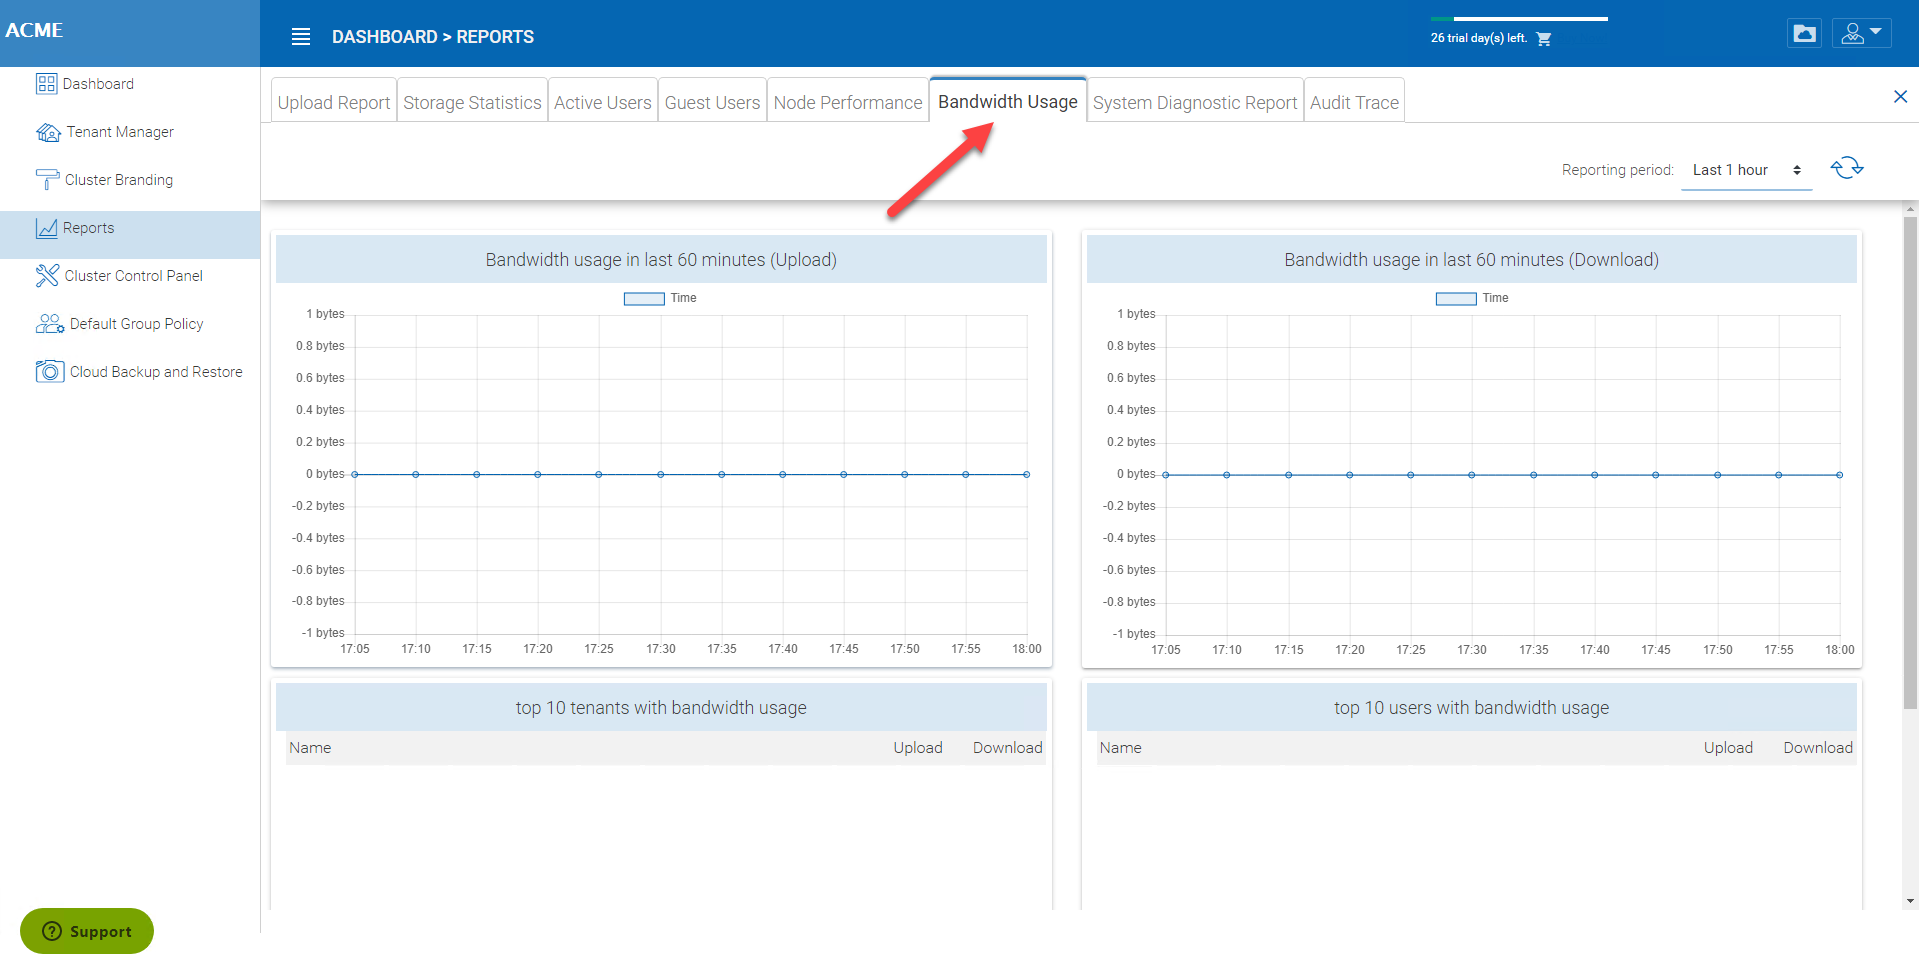 ACME
DASHBOARD > REPORTS
26 trial day(s) left.
Dashboard
Tenant Manager
Cluster Branding
Reports
Cluster Control Panel
Default Group Policy
Cloud Backup and Restore
Support
Upload Report Storage Statistics Active Users Guest Users Node Performance Bandwidth Usage System Diagnostic Report Audit Trace
Reporting period: Last 1 hour
Bandwidth usage in last 60 minutes (Upload)
Time
1 bytes
0.8 bytes
0.6 bytes
0.4 bytes
0.2 bytes
0 bytes
-0.2 bytes
-0.4 bytes
-0.6 bytes
-0.8 bytes
-1 bytes
17:05 17:10 17:15 17:20 17:25 17:30 17:35 17:40 17:45 17:50 17:55 18:00
Bandwidth usage in last 60 minutes (Download)
Time
1 bytes
0.8 bytes
0.6 bytes
0.4 bytes
0.2 bytes
0 bytes
-0.2 bytes
-0.4 bytes
-0.6 bytes
-0.8 bytes
-1 bytes
17:05 17:10 17:15 17:20 17:25 17:30 17:35 17:40 17:45 17:50 17:55 18:00
top 10 tenants with bandwidth usage
Name Upload Download
top 10 users with bandwidth usage
Name Upload Download